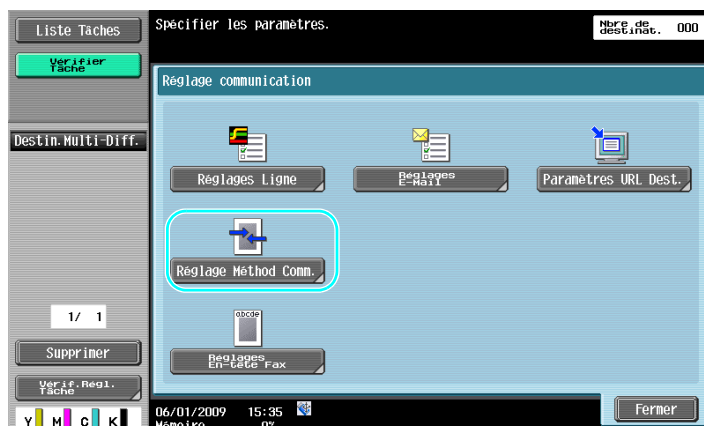 Liste Tâches
Spécifier les paramètres.
Nbre de
destinat.
000
Vérifier
Tâche
Réglage communication
Destin.Multi-Diff.
Réglages Ligne
Réglages
E-Mail
Paramètres URL Dest.
Réglage Méthod Comm.
abcde
1/ 1
Réglages
En-tête Fax
Supprimer
Vérif.Régl.
Tâche
Fermer
06/01/2009 15:35
Y M C K
Mémoire 0%